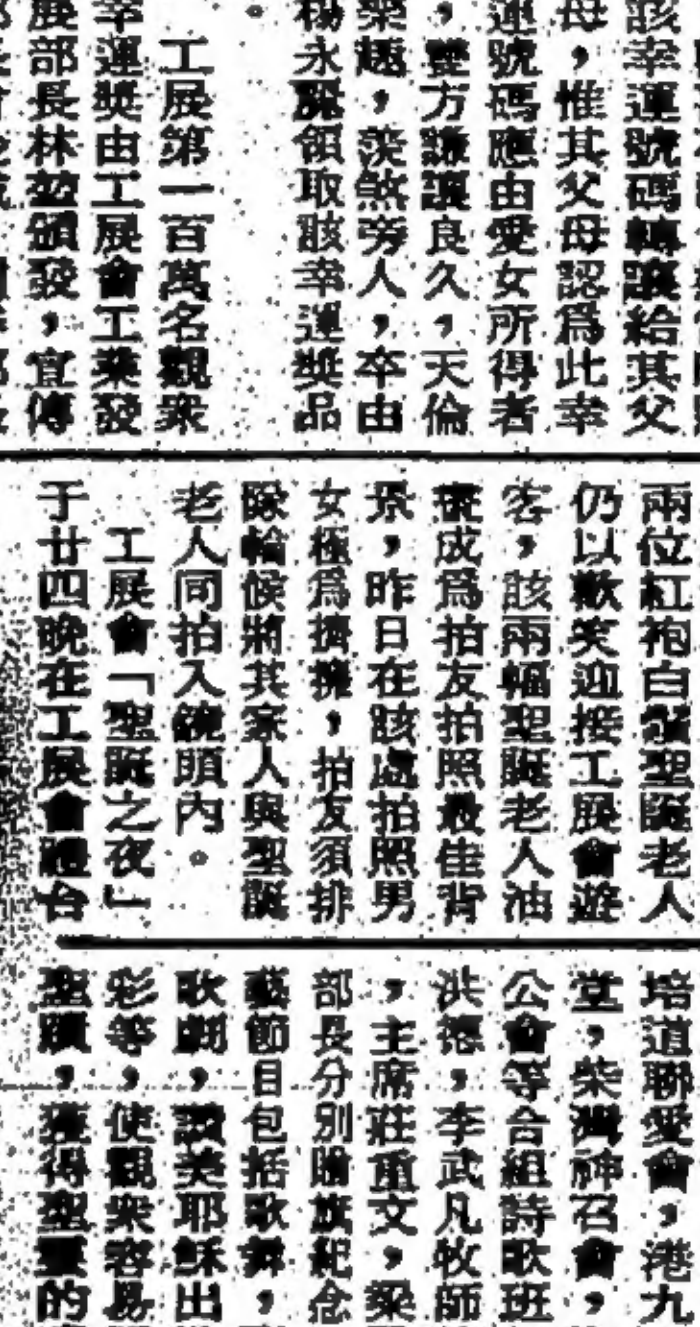 該幸運號碼轉讓給其父
母，惟其父母認為此幸
運號碼應由愛女所得者
，雙方謙讓良久，天倫
樂趣，羨煞旁人，卒由
楊永 領取該幸運獎品
。
工展第一百萬名觀衆
幸運獎由工展會工業發
展部長林 頒發，宣傳
兩位紅袍白鬚聖誕老人
仍以歡笑迎接工展會遊
客，該兩幅聖誕老人油
畫成爲拍友拍照最佳背
景，昨日在該處拍照男
女極爲擠擁，拍友須排
隊輪候將其家人與聖誕
老人同拍入鏡頭內。
工展會「聖誕之夜」
于廿四晚在工展會禮台
培道聯愛會，港九
堂，柴灣神召會，
公會等合組詩歌班
洪德，李武凡牧師
，主席莊重文，梁
部長分別贈旗紀念
藝節目包括歌舞，
歌劇，讚美耶穌出
彩等，使觀衆容易
聖蹟，獲得聖靈的